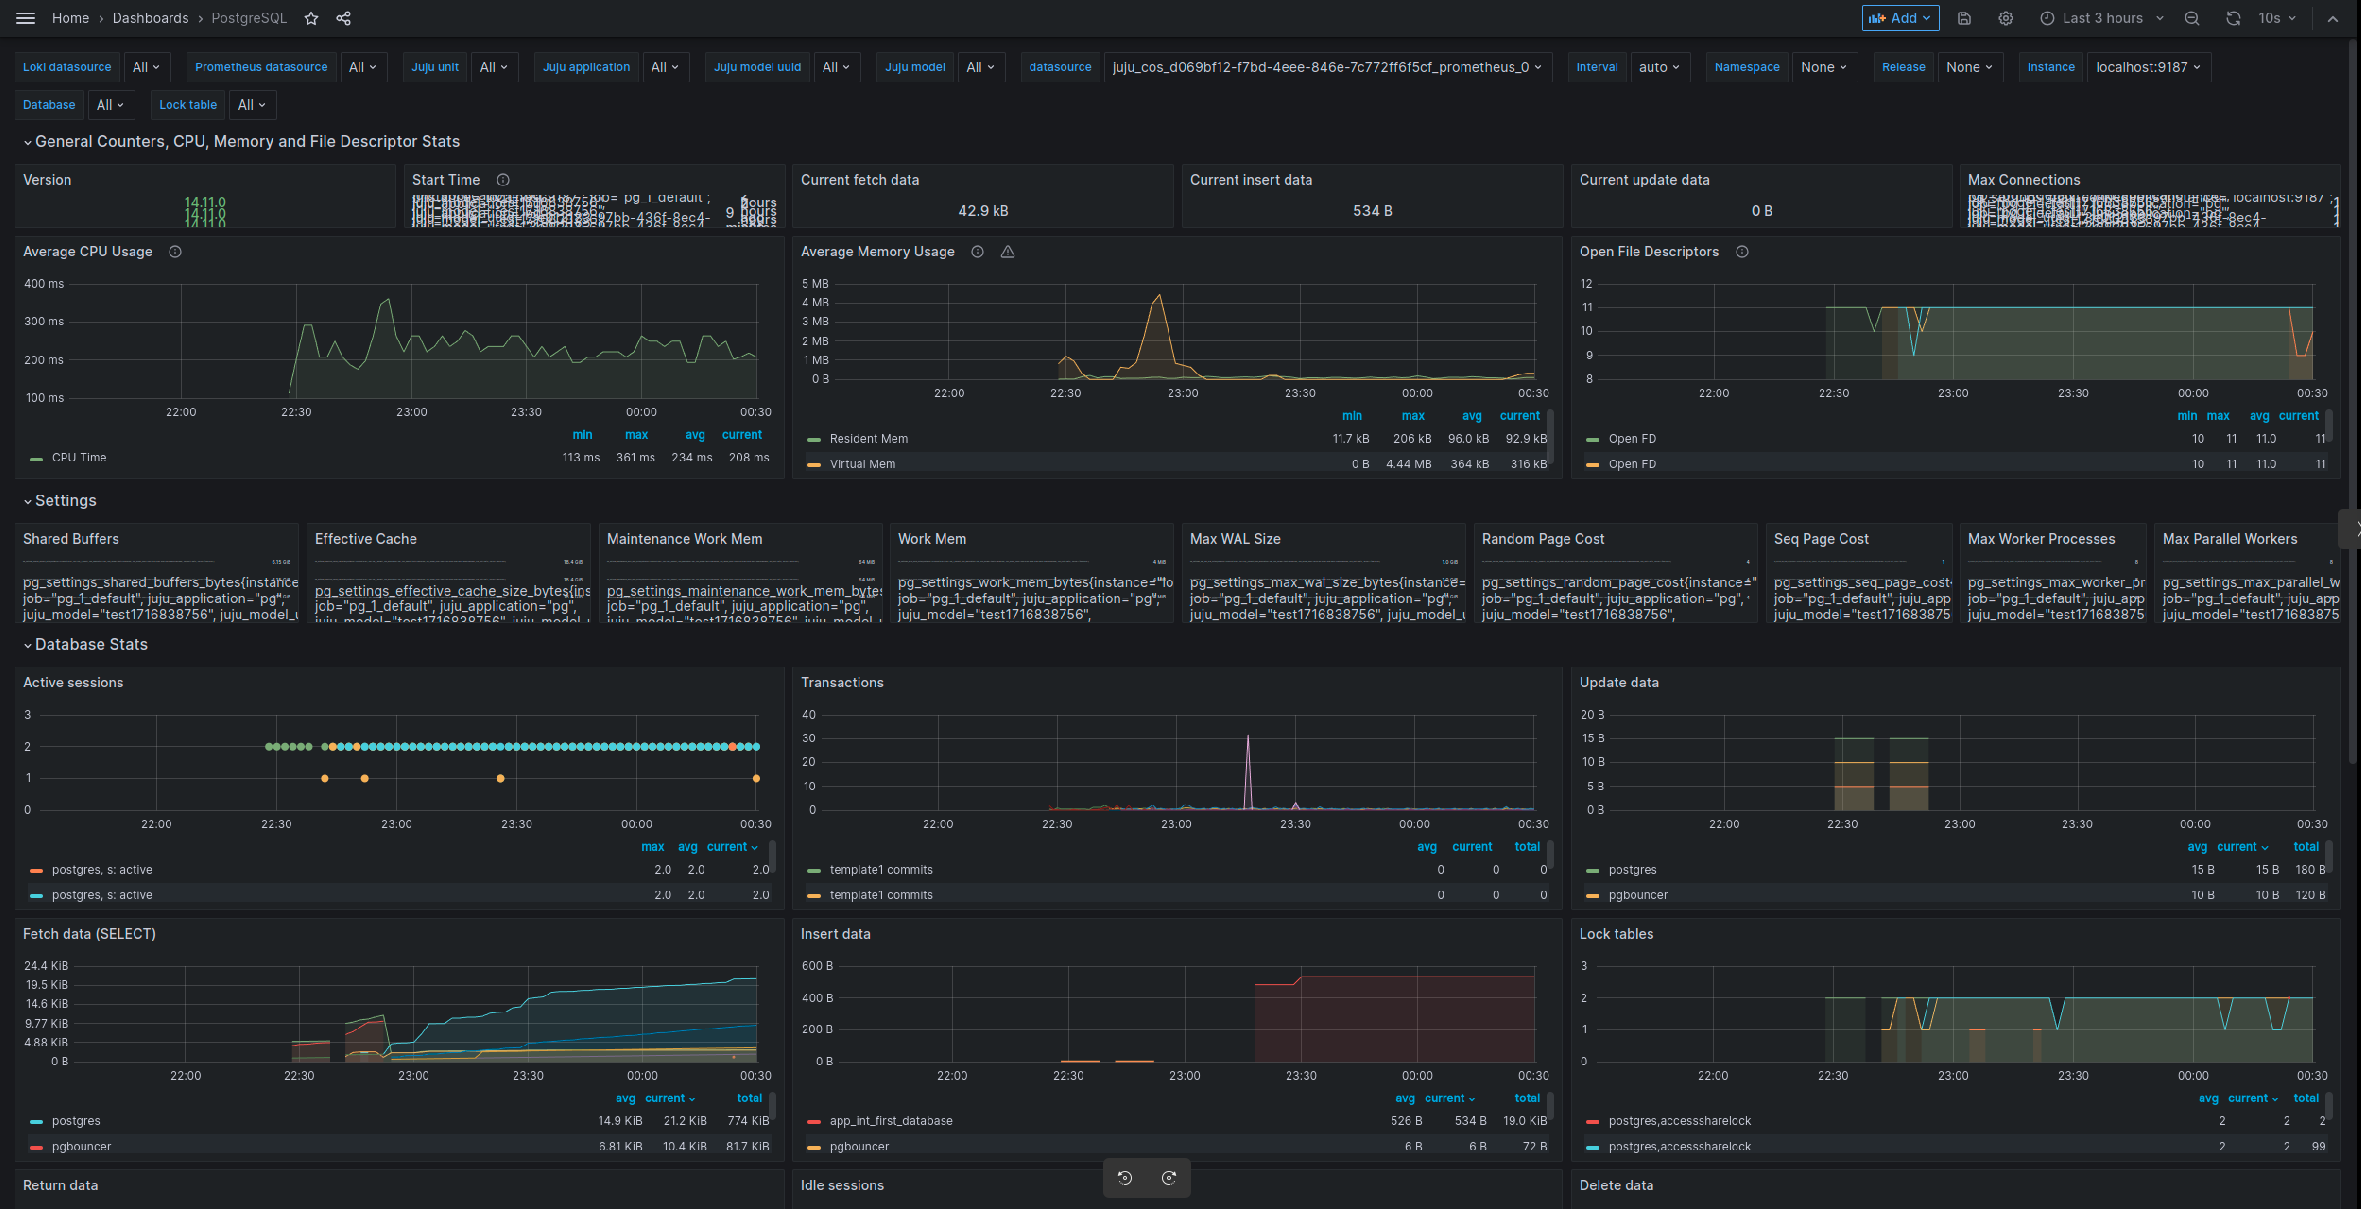 Home › Dashboards › PostgreSQL
Add
Last 3 hours
10s
Loki datasource All
Prometheus datasource All
Juju unit All
Juju application All
Juju model uuid All
Juju model All
datasource juju_cos_d069bf12-f7bd-4eee-846e-7c772ff6f5cf_prometheus_0
Interval auto
Namespace None
Release None
Instance localhost:9187
Database All
Lock table All
General Counters, CPU, Memory and File Descriptor Stats
Version
14.11.0
14.11.0
14.11.0
Start Time
Current fetch data
42.9 kB
Current insert data
534 B
Current update data
0 B
Max Connections
Average CPU Usage
400 ms
300 ms
200 ms
100 ms
22:00 22:30 23:00 23:30 00:00 00:30
min max avg current
CPU Time 113 ms 361 ms 234 ms 208 ms
Average Memory Usage
5 MB
4 MB
3 MB
2 MB
1 MB
0 B
22:00 22:30 23:00 23:30 00:00 00:30
min max avg current
Resident Mem 11.7 kB 206 kB 96.0 kB 92.9 kB
Virtual Mem 0 B 4.44 MB 364 kB 316 kB
Open File Descriptors
12
11
10
9
8
22:00 22:30 23:00 23:30 00:00 00:30
min max avg current
Open FD 10 11 11.0 11
Open FD 10 11 11.0 11
Settings
Shared Buffers
pg_settings_shared_buffers_bytes{instance
job="pg_1_default", juju_application="pg",
juju_model="test1716838756", juju_model_u
Effective Cache
pg_settings_effective_cache_size_bytes{ins
job="pg_1_default", juju_application="pg",
juju_model="test1716838756", juju_model_u
Maintenance Work Mem
pg_settings_maintenance_work_mem_bytes
job="pg_1_default", juju_application="pg",
juju_model="test1716838756", juju_model_u
Work Mem
pg_settings_work_mem_bytes{instance="lo
job="pg_1_default", juju_application="pg",
juju_model="test1716838756",
Max WAL Size
pg_settings_max_wal_size_bytes{instance=
job="pg_1_default", juju_application="pg",
juju_model="test1716838756", juju_model_u
Random Page Cost
pg_settings_random_page_cost{instance="
job="pg_1_default", juju_application="pg",
juju_model="test1716838756",
Seq Page Cost
pg_settings_seq_page_cost
job="pg_1_default", juju_app
juju_model="test171683875
Max Worker Processes
pg_settings_max_worker_pr
job="pg_1_default", juju_app
juju_model="test171683875
Max Parallel Workers
pg_settings_max_parallel_w
job="pg_1_default", juju_app
juju_model="test171683875
Database Stats
Active sessions
3
2
1
0
22:00 22:30 23:00 23:30 00:00 00:30
max avg current
postgres, s: active 2.0 2.0 2.0
postgres, s: active 2.0 2.0 2.0
Transactions
40
30
20
10
0
22:00 22:30 23:00 23:30 00:00 00:30
avg current total
template1 commits 0 0 0
template1 commits 0 0 0
Update data
20 B
15 B
10 B
5 B
0 B
22:00 22:30 23:00 23:30 00:00 00:30
avg current total
postgres 15 B 15 B 180 B
pgbouncer 10 B 10 B 120 B
Fetch data (SELECT)
24.4 KiB
19.5 KiB
14.6 KiB
9.77 KiB
4.88 KiB
0 B
22:00 22:30 23:00 23:30 00:00 00:30
avg current total
postgres 14.9 KiB 21.2 KiB 774 KiB
pgbouncer 6.81 KiB 10.4 KiB 81.7 KiB
Insert data
600 B
400 B
200 B
0 B
22:00 22:30 23:00 23:30 00:00 00:30
avg current total
app_int_first_database 526 B 534 B 19.0 KiB
pgbouncer 6 B 6 B 72 B
Lock tables
3
2
1
0
22:00 22:30 23:00 23:30 00:00 00:30
avg current total
postgres,accesssharelock 2 2 2
postgres,accesssharelock 2 2 99
Return data
Idle sessions
Delete data